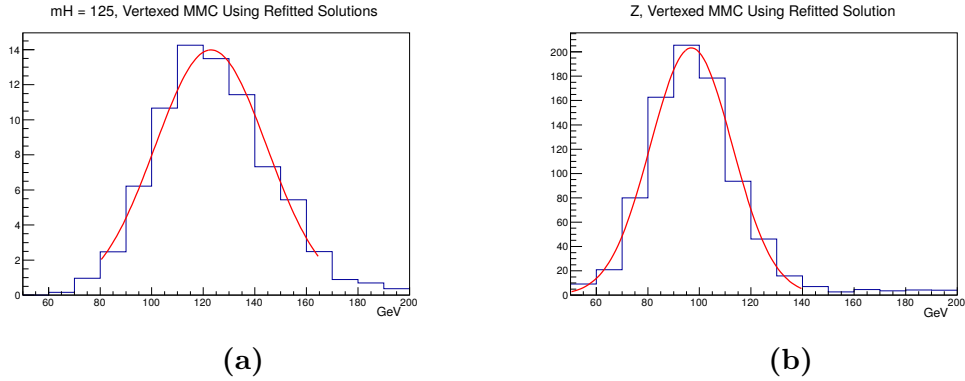 mH = 125, Vertexed MMC Using Refitted Solutions
14
12
10
8
6
4
2
0
60 80 100 120 140 160 180 200
GeV
(a)
Z, Vertexed MMC Using Refitted Solution
200
180
160
140
120
100
80
60
40
20
0
60 80 100 120 140 160 180 200
GeV
(b)